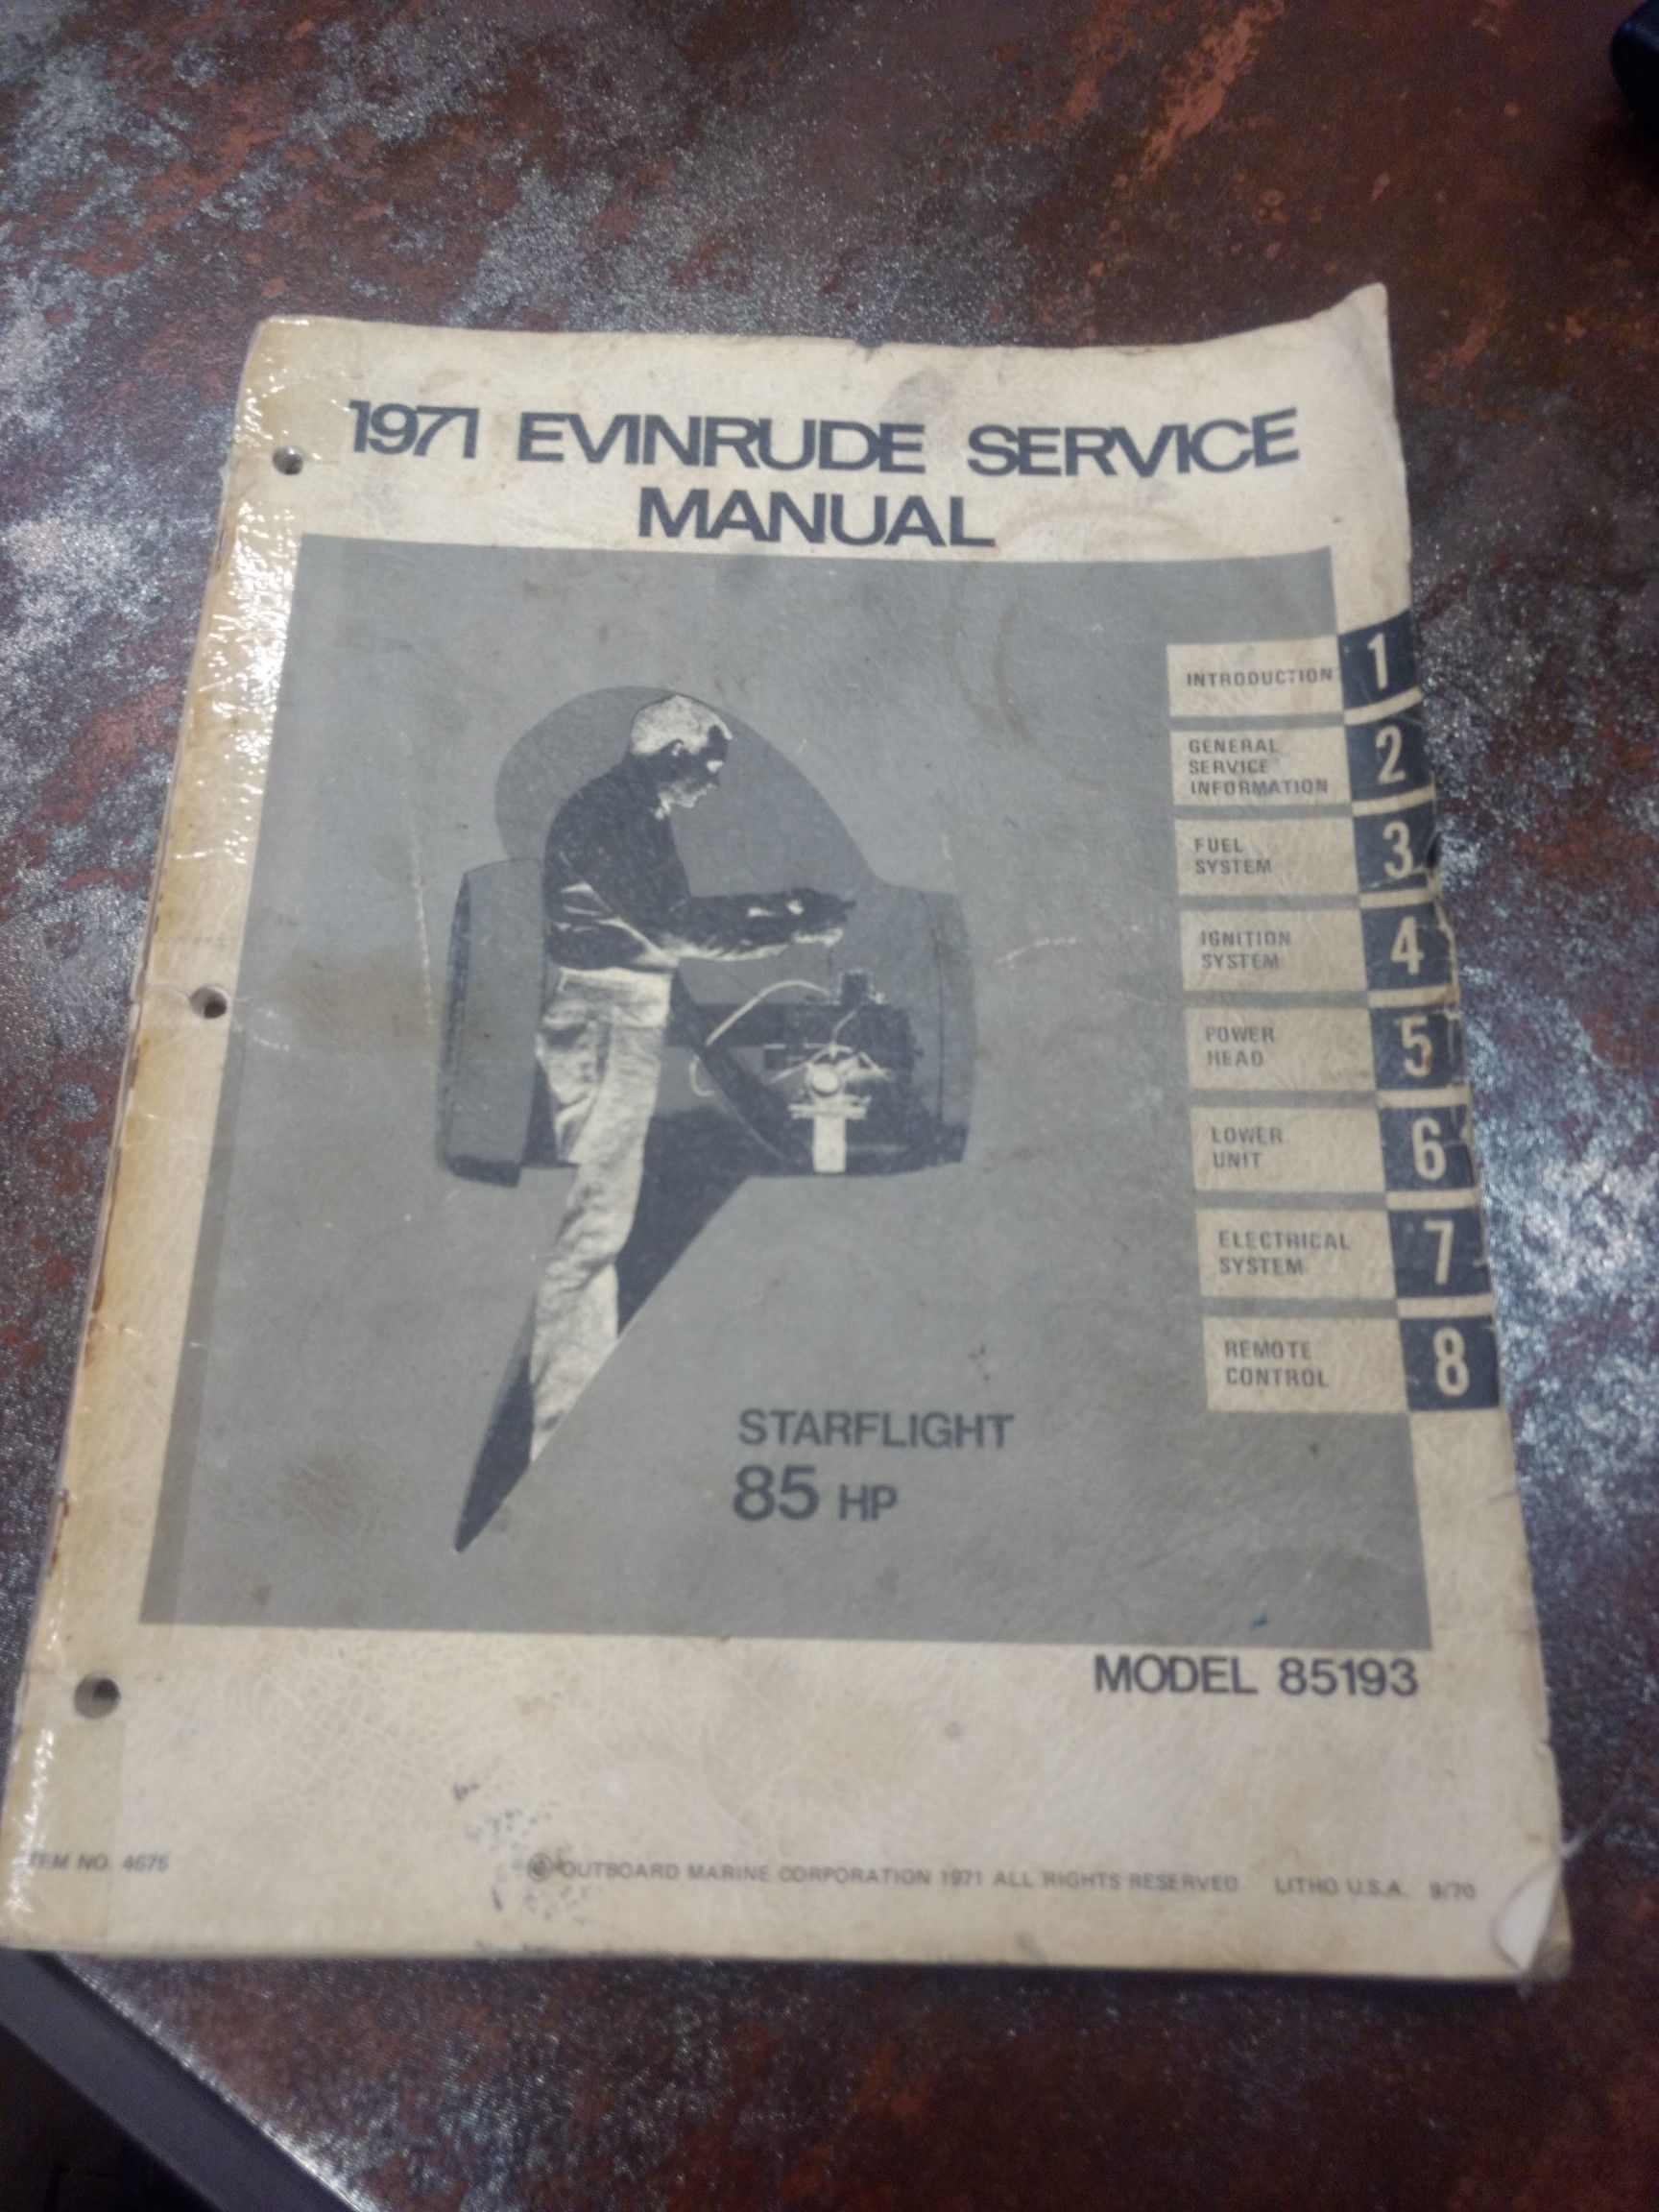 1971 EVINRUDE SERVICE
MANUAL
INTRODUCTION 1
GENERAL
SERVICE
INFORMATION 2
FUEL
SYSTEM 3
IGNITION
SYSTEM 4
POWER
HEAD 5
LOWER
UNIT 6
ELECTRICAL
SYSTEM 7
REMOTE
CONTROL 8
STARFLIGHT
85 HP
MODEL 85193
NO. 4675
© OUTBOARD MARINE CORPORATION 1971 ALL RIGHTS RESERVED LITHO U.S.A. 9/70